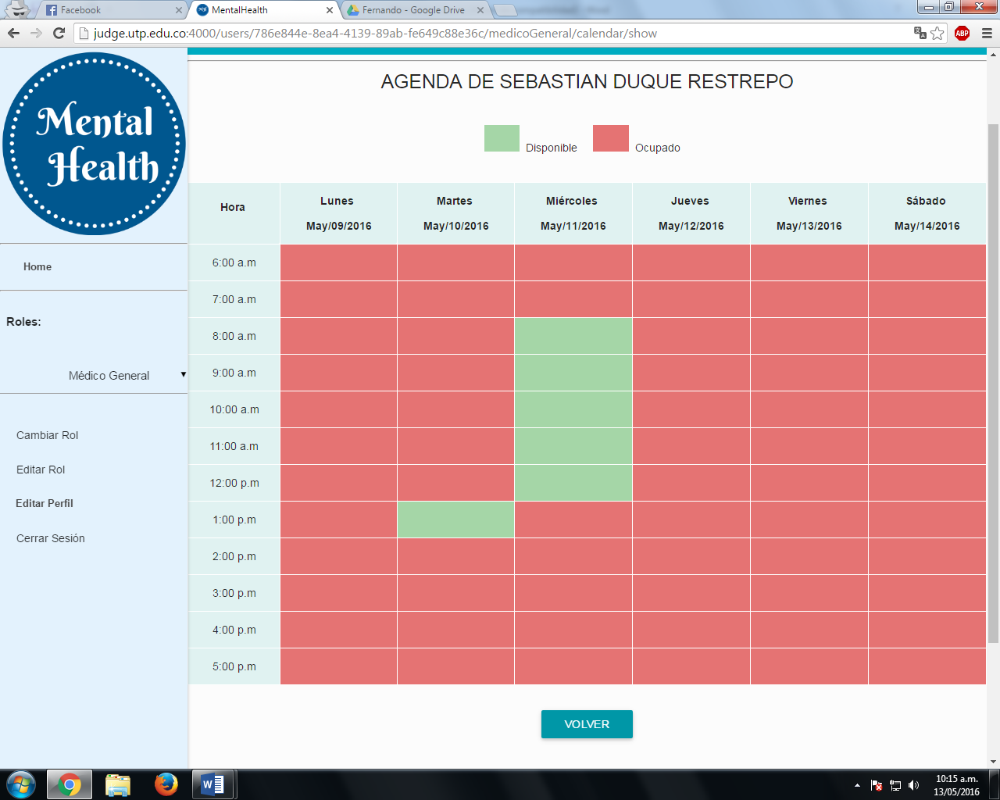 Facebook
MentalHealth
Fernando - Google Drive
judge.utp.edu.co:4000/users/786e844e-8ea4-4139-89ab-fe649c88e36c/medicoGeneral/calendar/show
ABP
Mental
Health
Home
Roles:
Médico General
Cambiar Rol
Editar Rol
Editar Perfil
Cerrar Sesión
AGENDA DE SEBASTIAN DUQUE RESTREPO
Disponible Ocupado
Hora Lunes Martes Miércoles Jueves Viernes Sábado
May/09/2016 May/10/2016 May/11/2016 May/12/2016 May/13/2016 May/14/2016
6:00 a.m
7:00 a.m
8:00 a.m
9:00 a.m
10:00 a.m
11:00 a.m
12:00 p.m
1:00 p.m
2:00 p.m
3:00 p.m
4:00 p.m
5:00 p.m
VOLVER
10:15 a.m.
13/05/2016